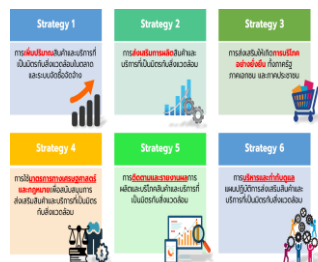 Strategy 1
การเพิ่มปริมาณสินค้าและบริการที่
เป็นมิตรกับสิ่งแวดล้อมในตลาด
และระบบจัดซื้อจัดจ้าง
Strategy 2
การส่งเสริมการผลิตสินค้าและ
บริการที่เป็นมิตรกับสิ่งแวดล้อม
Strategy 3
การส่งเสริมให้เกิดการบริโภค
อย่างยั่งยืน ทั้งภาครัฐ
ภาคเอกชน และภาคประชาชน
Strategy 4
การใช้มาตรการทางเศรษฐศาสตร์
และกฎหมายเพื่อสนับสนุนการ
ส่งเสริมสินค้าและบริการที่เป็นมิตร
กับสิ่งแวดล้อม
Strategy 5
การติดตามและรายงานผลการ
ผลิตและบริโภคสินค้าและบริการที่
เป็นมิตรกับสิ่งแวดล้อม
Strategy 6
การบริหารและกำกับดูแล
แผนปฏิบัติการส่งเสริมสินค้าและ
บริการที่เป็นมิตรกับสิ่งแวดล้อม